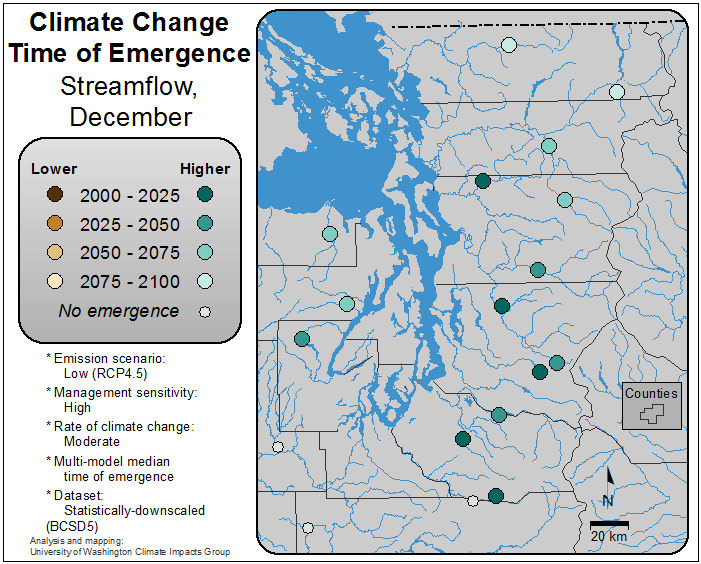 Climate Change
Time of Emergence
Streamflow,
December
Lower Higher
2000 - 2025
2025 - 2050
2050 - 2075
2075 - 2100
No emergence
* Emission scenario:
Low (RCP4.5)
* Management sensitivity:
High
* Rate of climate change:
Moderate
* Multi-model median
time of emergence
* Dataset:
Statistically-downscaled
(BCSD5)
Analysis and mapping:
University of Washington Climate Impacts Group
Counties
N
20 km